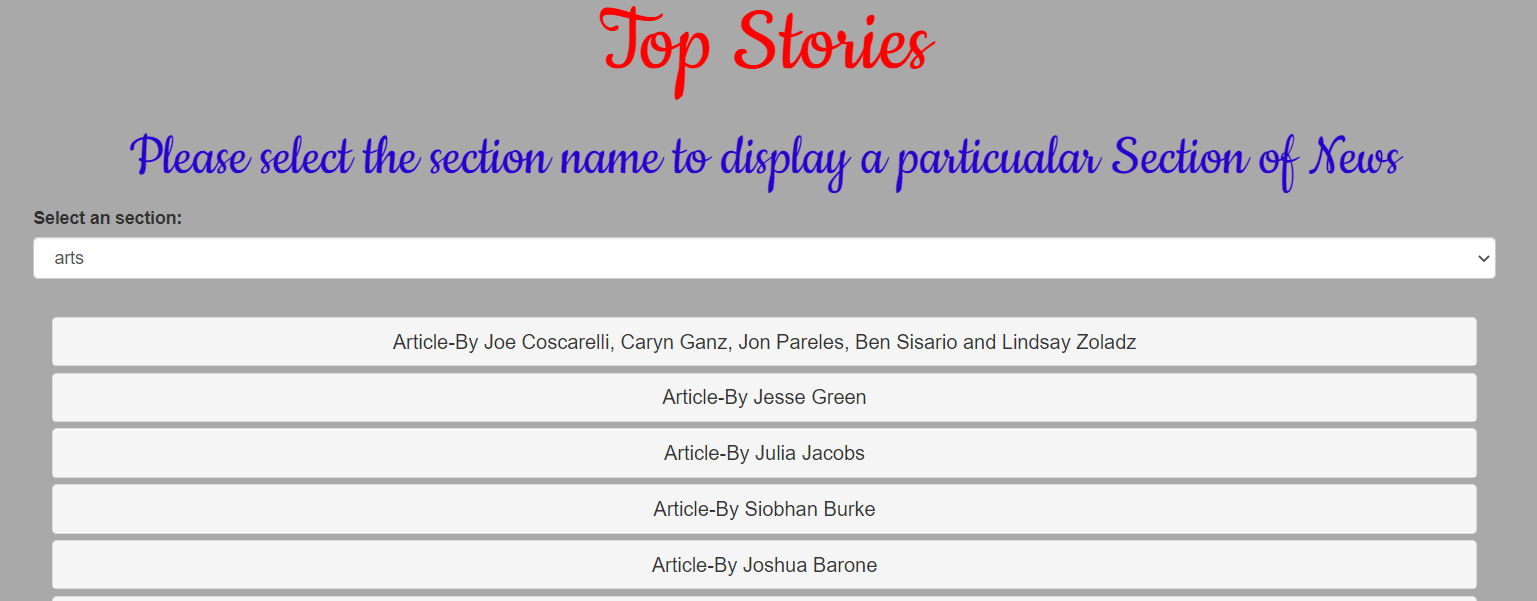 Top Stories
Please select the section name to display a particualar Section of News
Select an section:
arts
Article-By Joe Coscarelli, Caryn Ganz, Jon Pareles, Ben Sisario and Lindsay Zoladz
Article-By Jesse Green
Article-By Julia Jacobs
Article-By Siobhan Burke
Article-By Joshua Barone